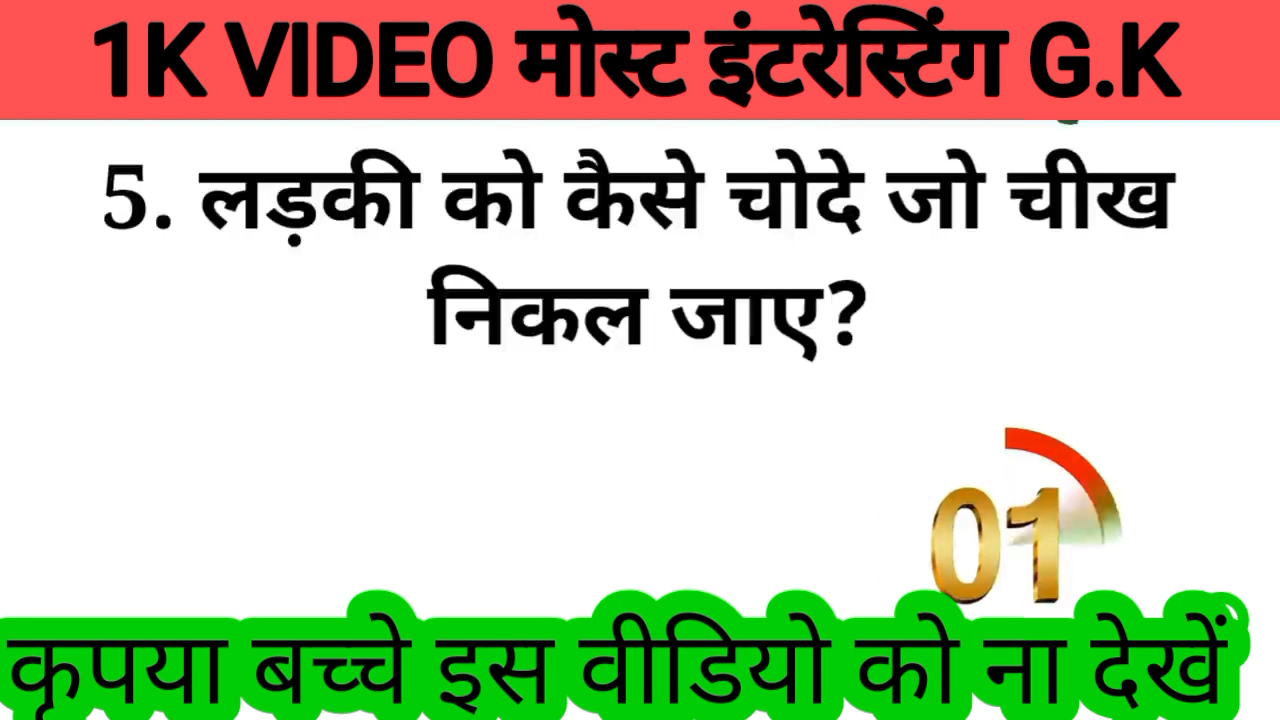 1K VIDEO मोस्ट इंटरेस्टिंग G.K
5. लड़की को कैसे चोदे जो चीख
निकल जाए?
01
कृपया बच्चे इस वीडियो को ना देखें